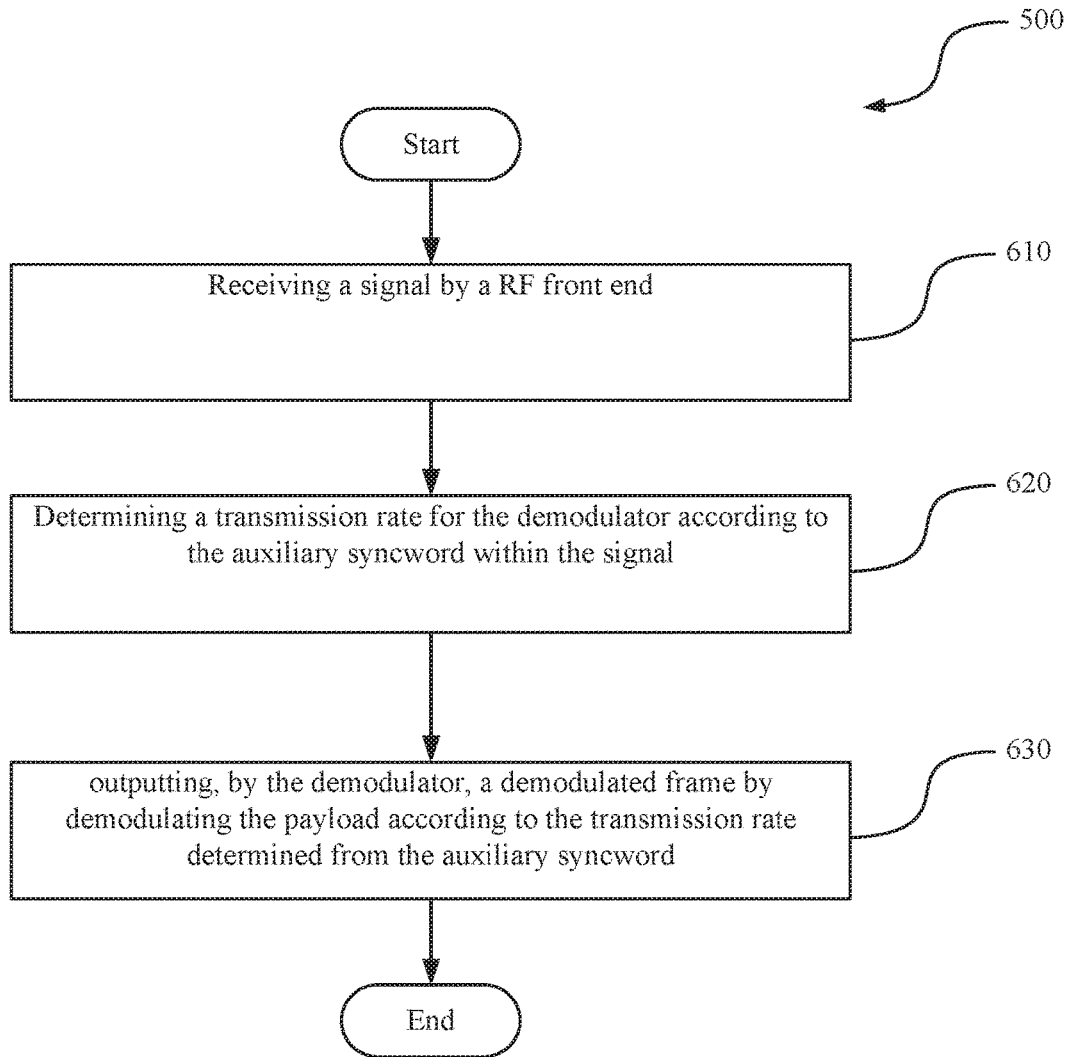 500
Start
610
Receiving a signal by a RF front end
620
Determining a transmission rate for the demodulator according to
the auxiliary syncword within the signal
630
outputting, by the demodulator, a demodulated frame by
demodulating the payload according to the transmission rate
determined from the auxiliary syncword
End